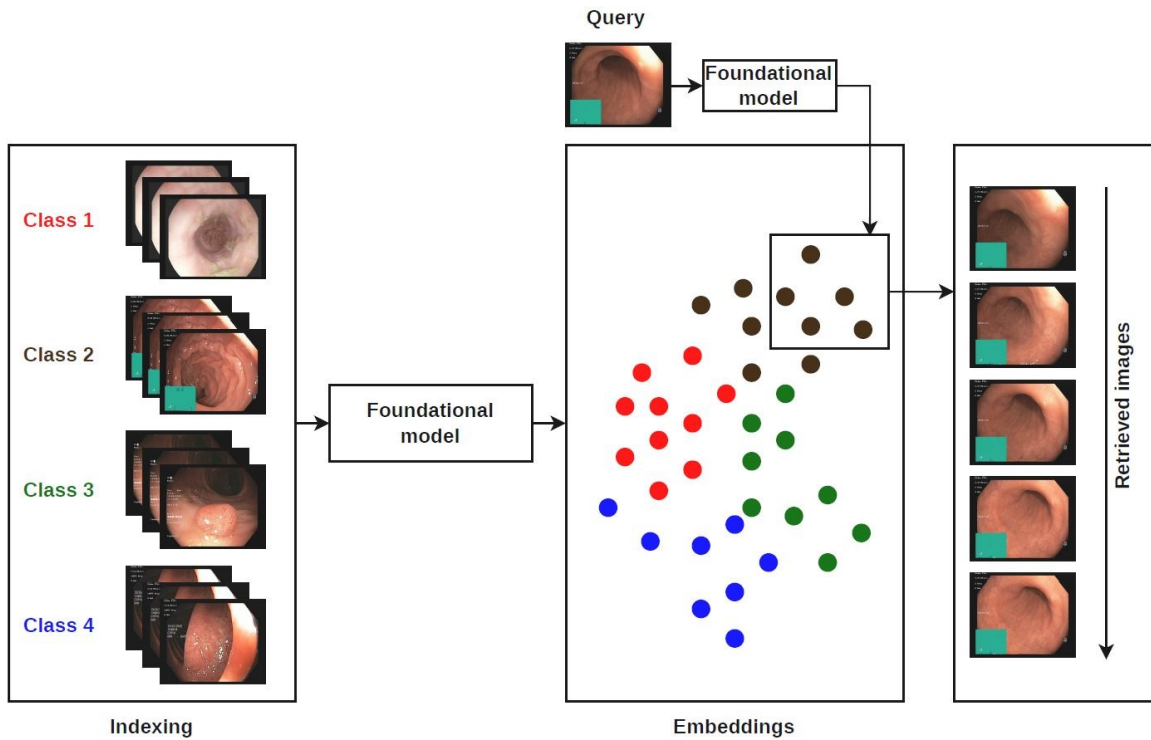 Query
Foundational
model
Class 1
Class 2
Class 3
Class 4
Foundational
model
Retrieved images
Indexing
Embeddings